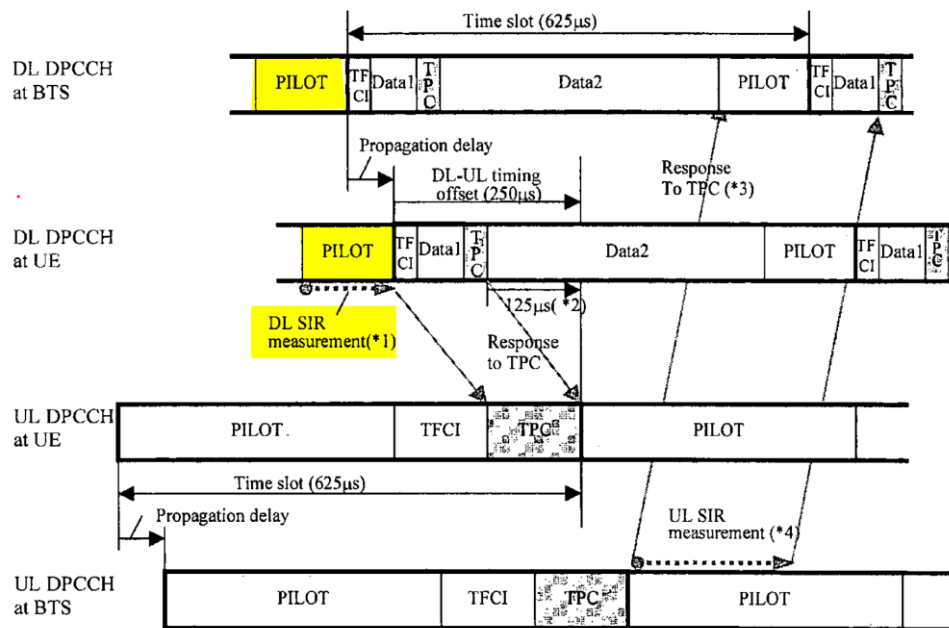 Time slot (625μs)
DL DPCCH
at BTS
PILOT
TF
CI
Data1
T
P
C
Data2
PILOT
TF
CI
Data1
T
P
C
Propagation delay
DL-UL timing
offset (250μs)
Response
To TPC (*3)
DL DPCCH
at UE
PILOT
TF
CI
Data1
T
P
C
Data2
PILOT
TF
CI
Data1
T
P
C
125μs( *2)
DL SIR
measurement(*1)
Response
to TPC
UL DPCCH
at UE
PILOT.
TFCI
TPC
PILOT
Time slot (625μs)
Propagation delay
UL SIR
measurement (*4)
UL DPCCH
at BTS
PILOT
TFCI
TPC
PILOT